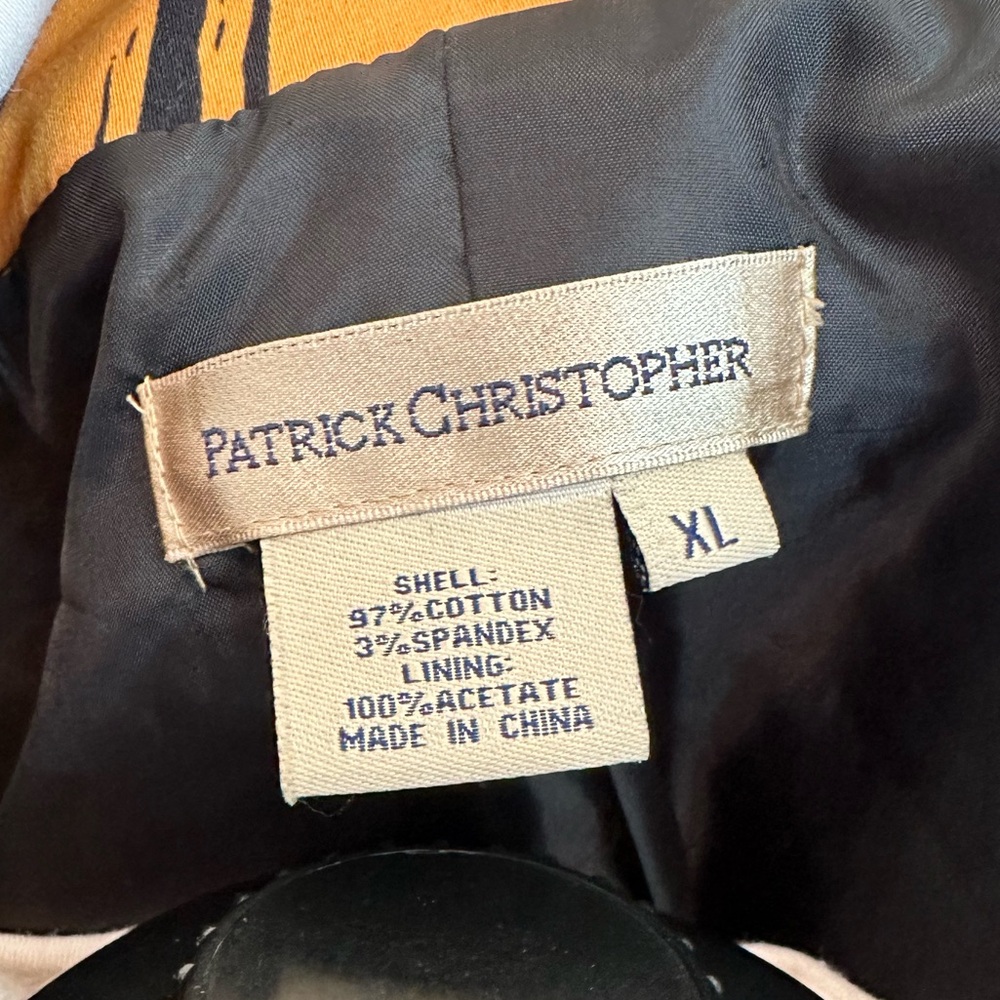 PATRICK CHRISTOPHER
XL
SHELL:
97%COTTON
3%SPANDEX
LINING:
100%ACETATE
MADE IN CHINA